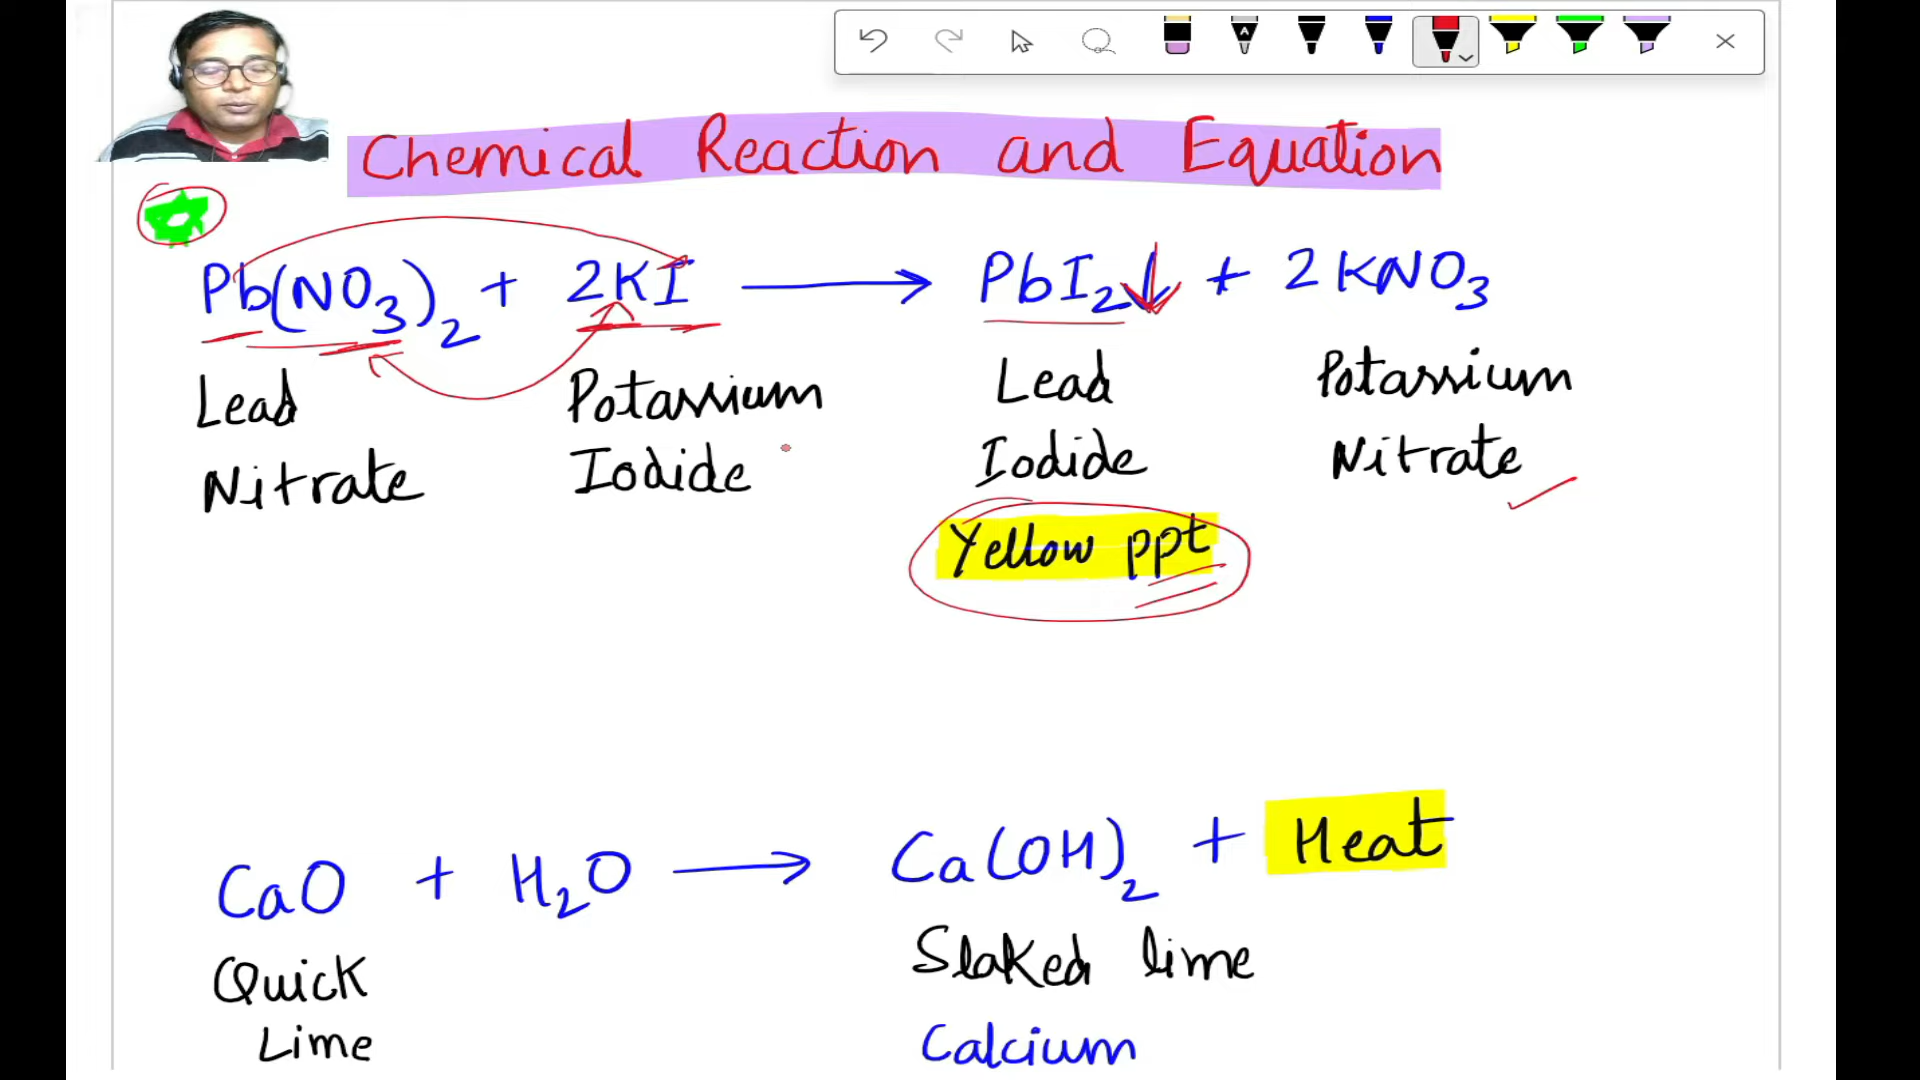 Chemical Reaction and Equation
Pb(NO₃)₂ + 2KI ⟶ PbI₂↓ + 2KNO₃
Lead Nitrate
Potassium Iodide
Lead Iodide
Yellow ppt
Potassium Nitrate
CaO + H₂O ⟶ Ca(OH)₂ + Heat
Quick Lime
Slaked lime
Calcium